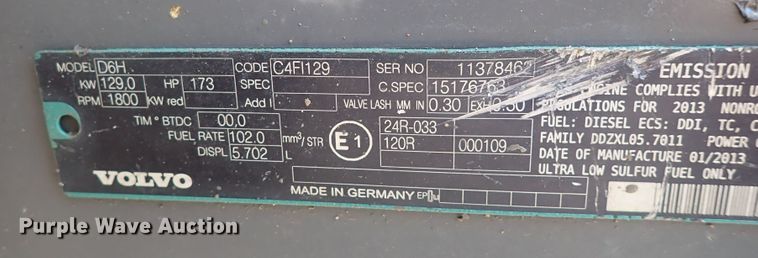 MODEL D6H.. CODE C4FI129 SER NO 11378462
KW 129,0 HP 173 SPEC C.SPEC 15176763
RPM 1800 KW red Add I VALVE LASH MM IN 0.30 EXH 0.50
TIM ° BTDC 00,0
FUEL RATE 102.0 mm³/STR
DISPL 5.702 L
E1
24R-033
120R 000109
VOLVO
MADE IN GERMANY EP
EMISSION
ENGINE COMPLIES WITH U
REGULATIONS FOR 2013 NONRO
FUEL: DIESEL ECS: DDI, TC, C
FAMILY DDZXL05.7011 POWER C
DATE OF MANUFACTURE 01/2013
ULTRA LOW SULFUR FUEL ONLY
Purple Wave Auction